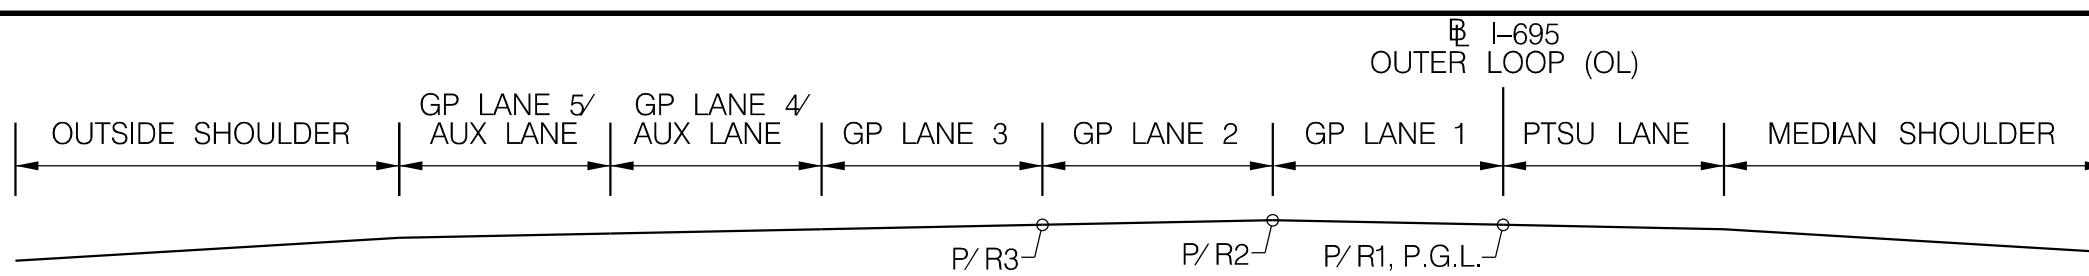 ℄ I-695
OUTER LOOP (OL)
OUTSIDE SHOULDER
GP LANE 5/
AUX LANE
GP LANE 4/
AUX LANE
GP LANE 3
GP LANE 2
GP LANE 1
PTSU LANE
MEDIAN SHOULDER
P/R3
P/R2
P/R1, P.G.L.